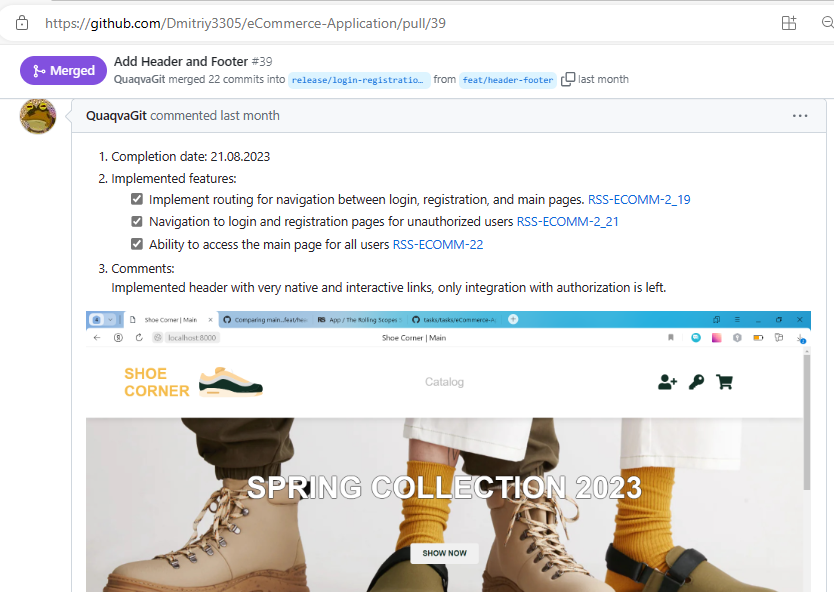 https://github.com/Dmitriy3305/eCommerce-Application/pull/39
Merged
Add Header and Footer #39
QuaqvaGit merged 22 commits into release/login-registratio… from feat/header-footer last month
QuaqvaGit commented last month
1. Completion date: 21.08.2023
2. Implemented features:
Implement routing for navigation between login, registration, and main pages. RSS-ECOMM-2_19
Navigation to login and registration pages for unauthorized users RSS-ECOMM-2_21
Ability to access the main page for all users RSS-ECOMM-22
3. Comments:
Implemented header with very native and interactive links, only integration with authorization is left.
Shoe Corner | Main
Comparing main...feat/hea
App / The Rolling Scopes
tasks/tasks/eCommerce-A
localhost:8000
Shoe Corner | Main
SHOE
CORNER
Catalog
SPRING COLLECTION 2023
SHOW NOW